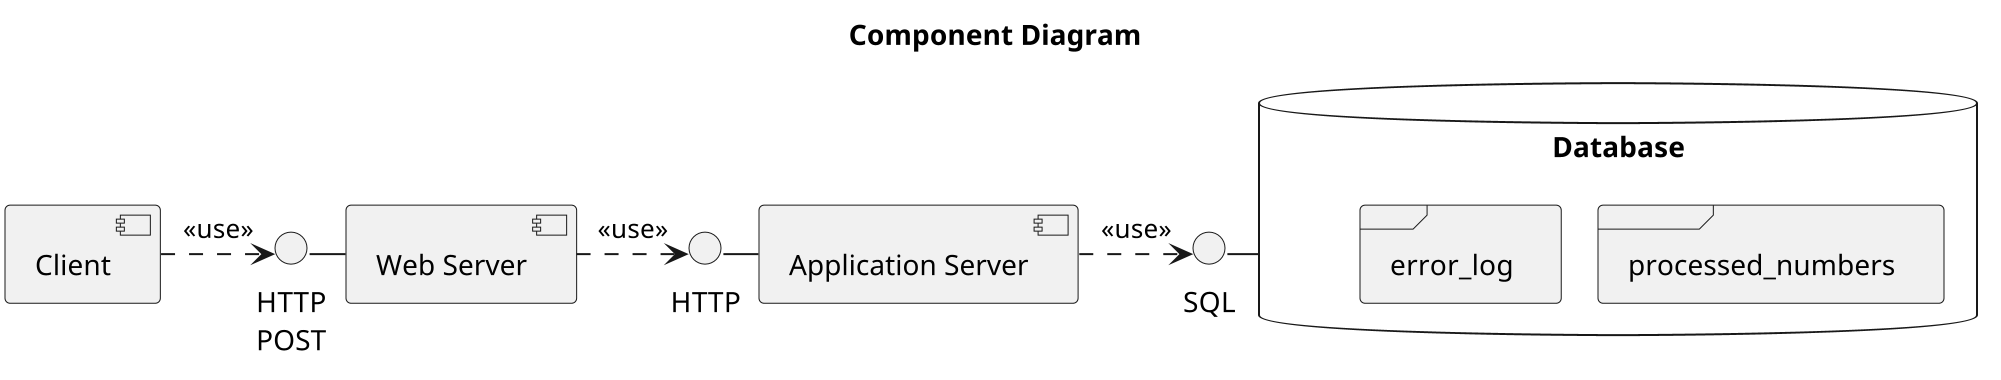 Component Diagram
Database
«use»
«use»
«use»
Client
Web Server
Application Server
error_log
processed_numbers
HTTP
POST
HTTP
SQL